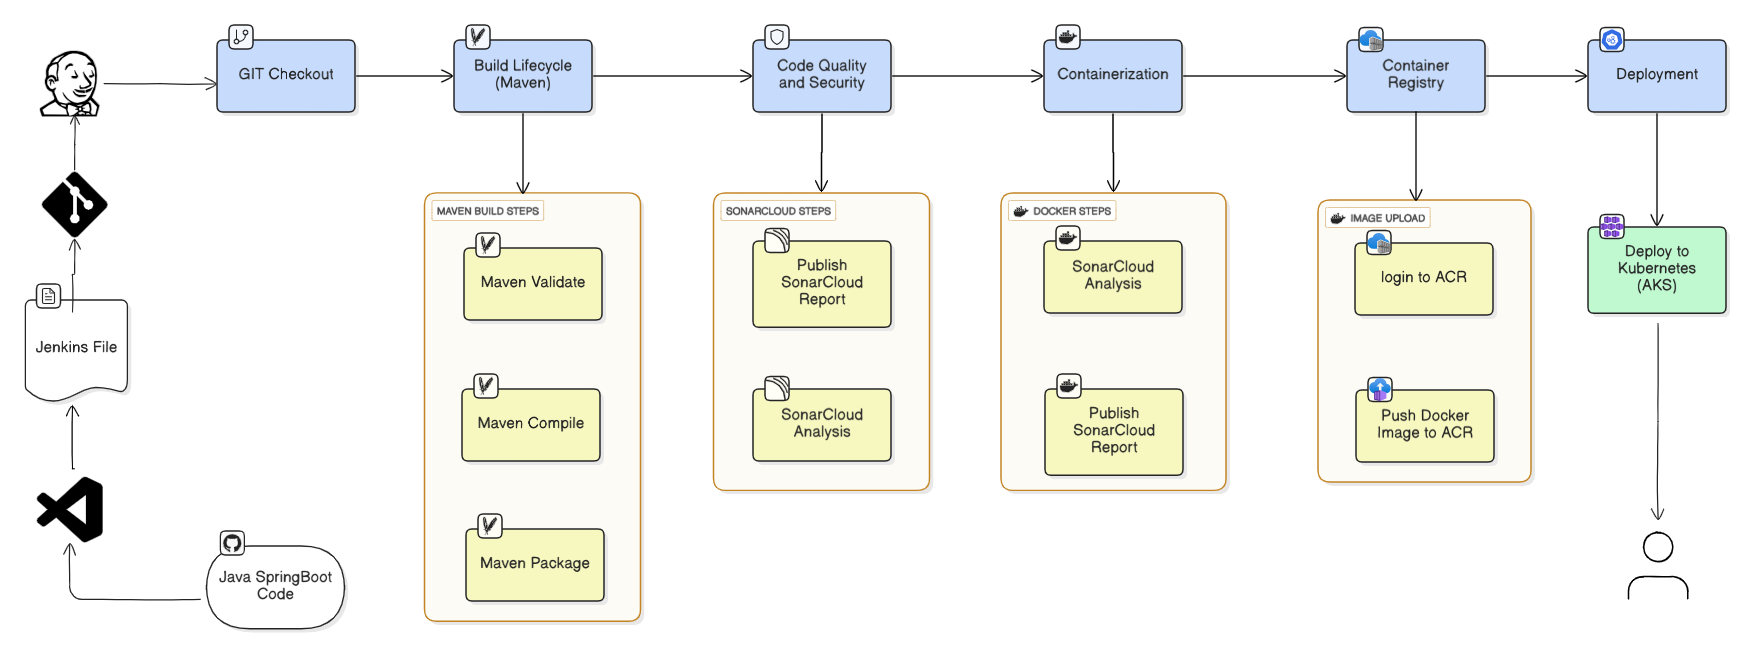 GIT Checkout
Build Lifecycle
(Maven)
Code Quality
and Security
Containerization
Container
Registry
Deployment
MAVEN BUILD STEPS
Maven Validate
Maven Compile
Maven Package
SONARCLOUD STEPS
Publish
SonarCloud
Report
SonarCloud
Analysis
DOCKER STEPS
SonarCloud
Analysis
Publish
SonarCloud
Report
IMAGE UPLOAD
login to ACR
Push Docker
Image to ACR
Deploy to
Kubernetes
(AKS)
Jenkins File
Java SpringBoot
Code